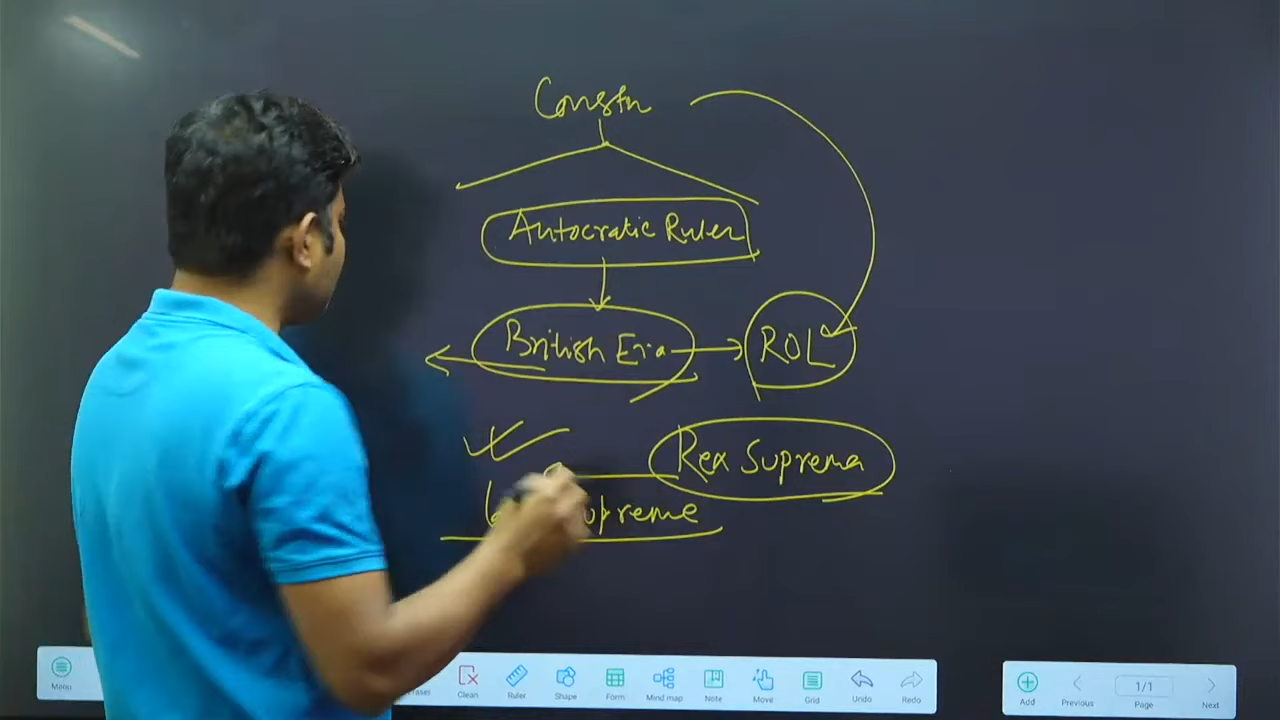 Constn
Autocratic Ruler
British Era
ROL
Rex Suprema
upreme
Menu
Clean
Ruler
Shape
Form
Mind map
Note
Move
Grid
Undo
Redo
Add
Previous
1/1
Page
Next